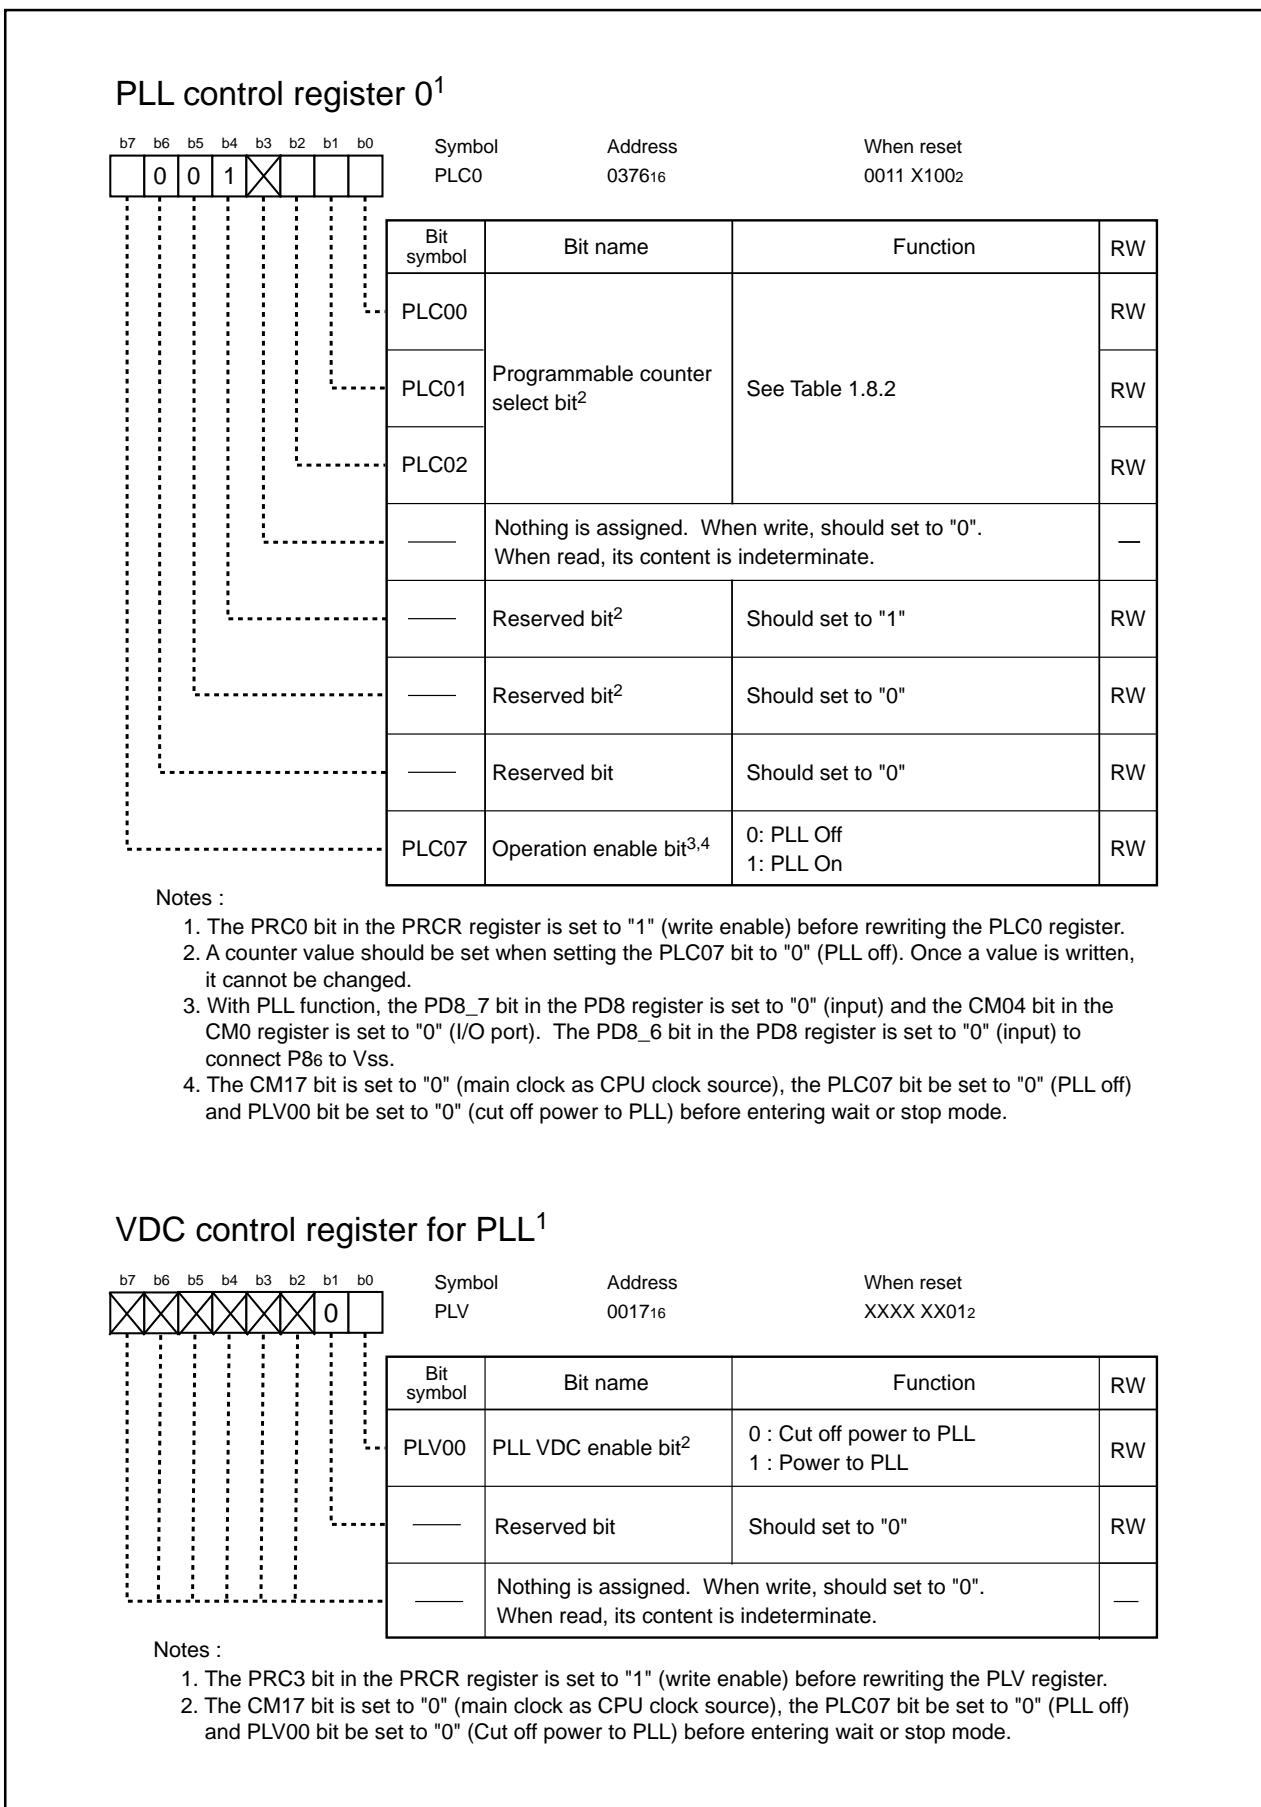 PLL control register 0¹
b7 b6 b5 b4 b3 b2 b1 b0
0 0 1
Symbol Address When reset
PLC0 0376₁₆ 0011 X100₂
Bit symbol Bit name Function RW
PLC00 RW
PLC01 Programmable counter select bit² See Table 1.8.2 RW
PLC02 RW
Nothing is assigned. When write, should set to "0".
When read, its content is indeterminate.
Reserved bit² Should set to "1" RW
Reserved bit² Should set to "0" RW
Reserved bit Should set to "0" RW
PLC07 Operation enable bit³,⁴ 0: PLL Off
1: PLL On RW
Notes :
1. The PRC0 bit in the PRCR register is set to "1" (write enable) before rewriting the PLC0 register.
2. A counter value should be set when setting the PLC07 bit to "0" (PLL off). Once a value is written,
it cannot be changed.
3. With PLL function, the PD8_7 bit in the PD8 register is set to "0" (input) and the CM04 bit in the
CM0 register is set to "0" (I/O port). The PD8_6 bit in the PD8 register is set to "0" (input) to
connect P8₆ to Vss.
4. The CM17 bit is set to "0" (main clock as CPU clock source), the PLC07 bit be set to "0" (PLL off)
and PLV00 bit be set to "0" (cut off power to PLL) before entering wait or stop mode.
VDC control register for PLL¹
b7 b6 b5 b4 b3 b2 b1 b0
0
Symbol Address When reset
PLV 0017₁₆ XXXX XX01₂
Bit symbol Bit name Function RW
PLV00 PLL VDC enable bit² 0 : Cut off power to PLL
1 : Power to PLL RW
Reserved bit Should set to "0" RW
Nothing is assigned. When write, should set to "0".
When read, its content is indeterminate.
Notes :
1. The PRC3 bit in the PRCR register is set to "1" (write enable) before rewriting the PLV register.
2. The CM17 bit is set to "0" (main clock as CPU clock source), the PLC07 bit be set to "0" (PLL off)
and PLV00 bit be set to "0" (Cut off power to PLL) before entering wait or stop mode.